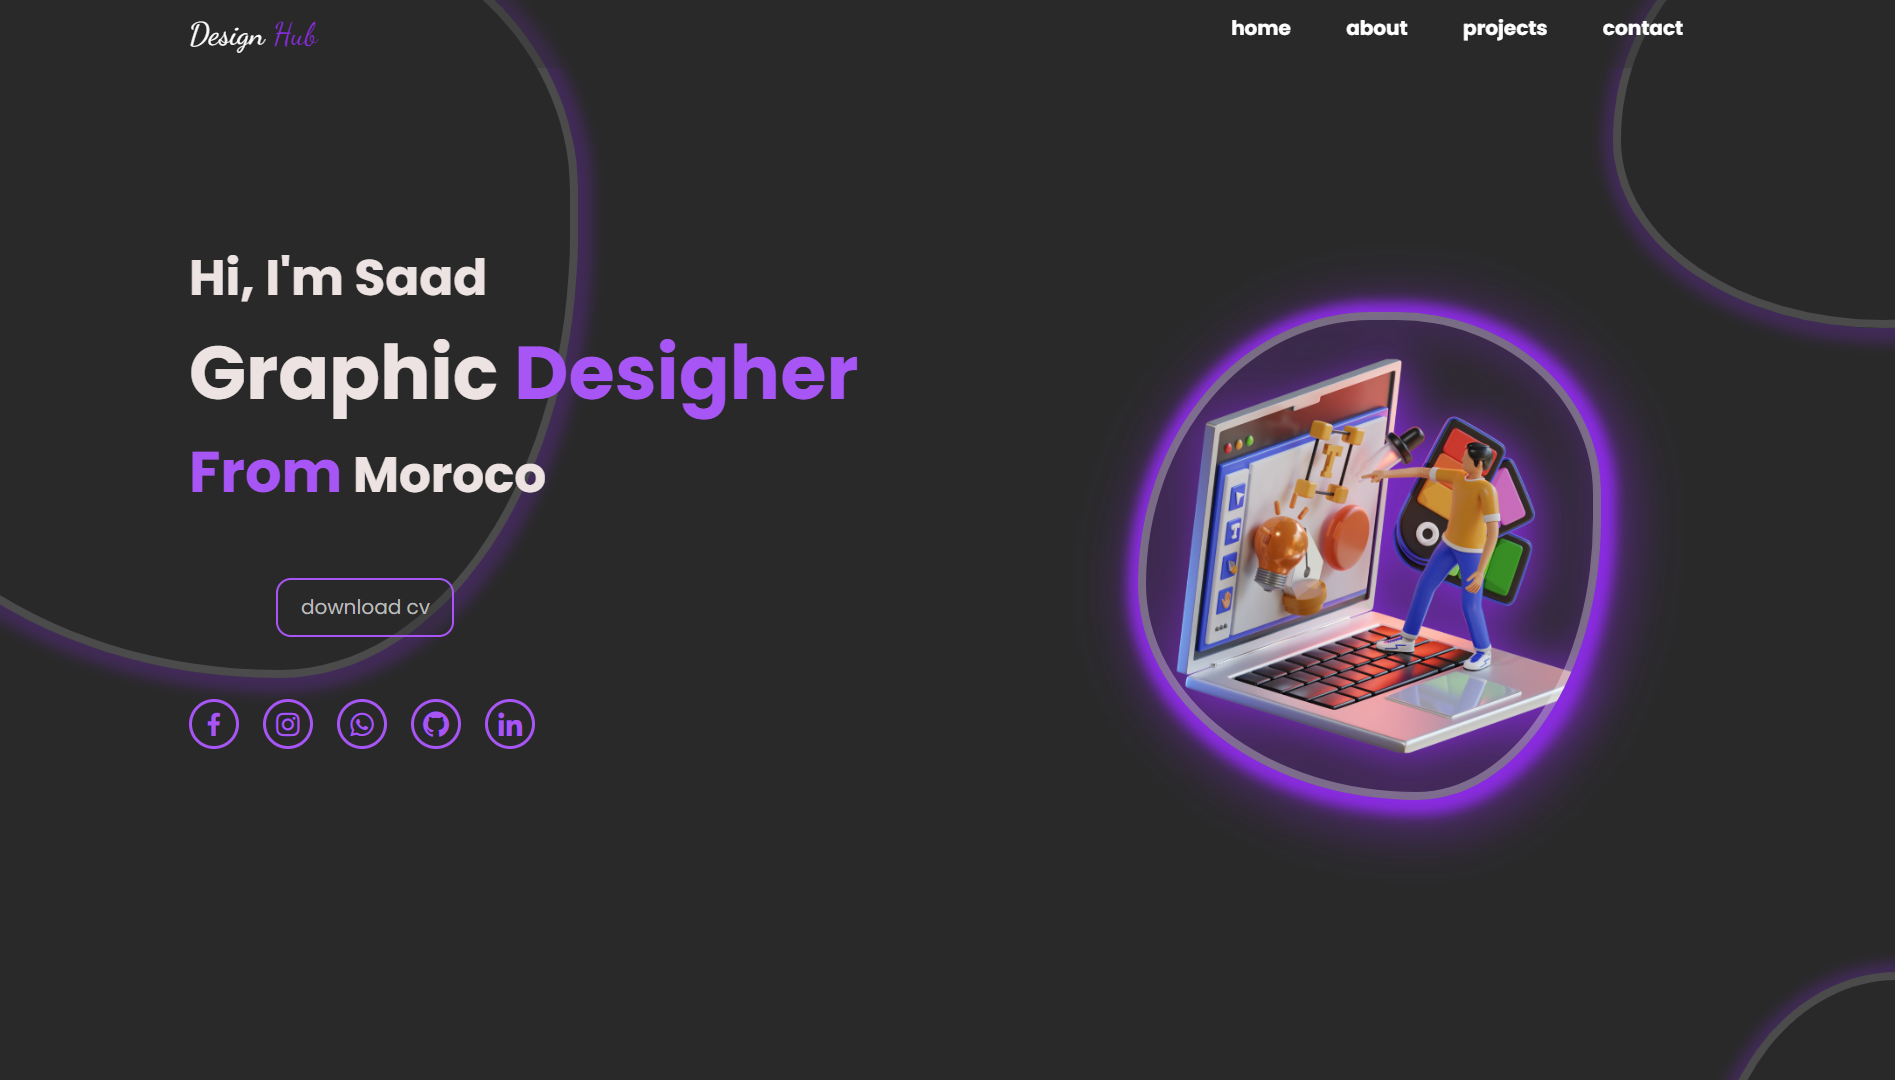 Design Hub
home about projects contact
Hi, I'm Saad
Graphic Desigher
From Moroco
download cv